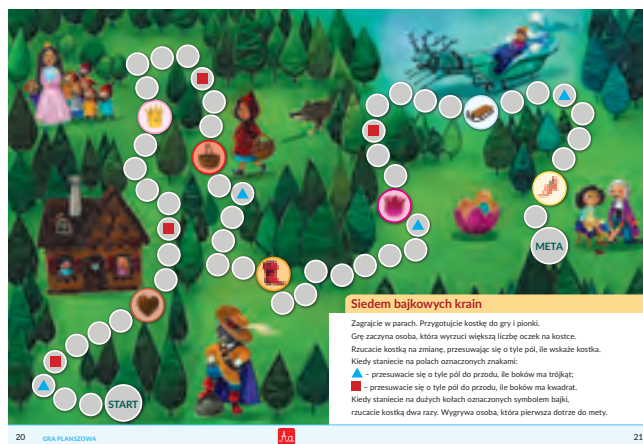 META
START
Siedem bajkowych krain
Zagrajcie w parach. Przygotujcie kostkę do gry i pionki.
Grę zaczyna osoba, która wyrzuci większą liczbę oczek na kostce.
Rzucacie kostką na zmianę, przesuwając się o tyle pól, ile wskaże kostka.
Kiedy staniecie na polach oznaczonych znakami:
– przesuwacie się o tyle pól do przodu, ile boków ma trójkąt;
– przesuwacie się o tyle pól do przodu, ile boków ma kwadrat.
Kiedy staniecie na dużych kołach oznaczonych symbolem bajki,
rzucacie kostką dwa razy. Wygrywa osoba, która pierwsza dotrze do mety.
20 GRA PLANSZOWA
Aa
21